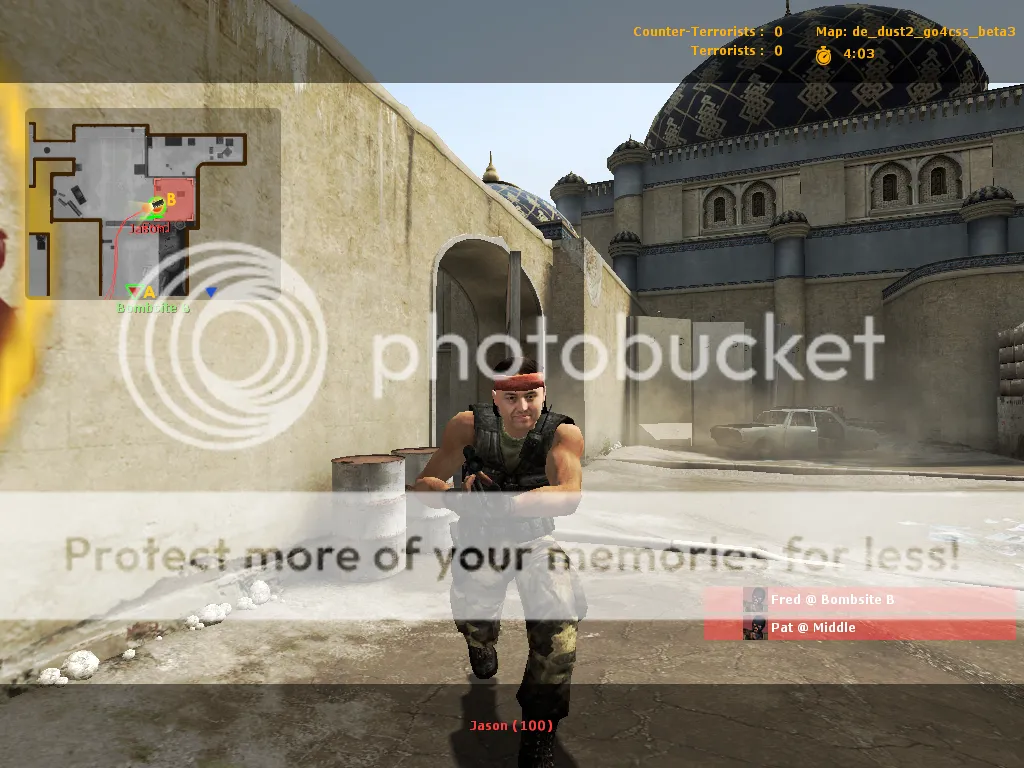 Counter-Terrorists : 0 Map: de_dust2_go4css_beta3
Terrorists : 0 4:03
B
Jason
A
Bombsite B
photobucket
Protect more of your memories for less!
Fred @ Bombsite B
Pat @ Middle
Jason (100)